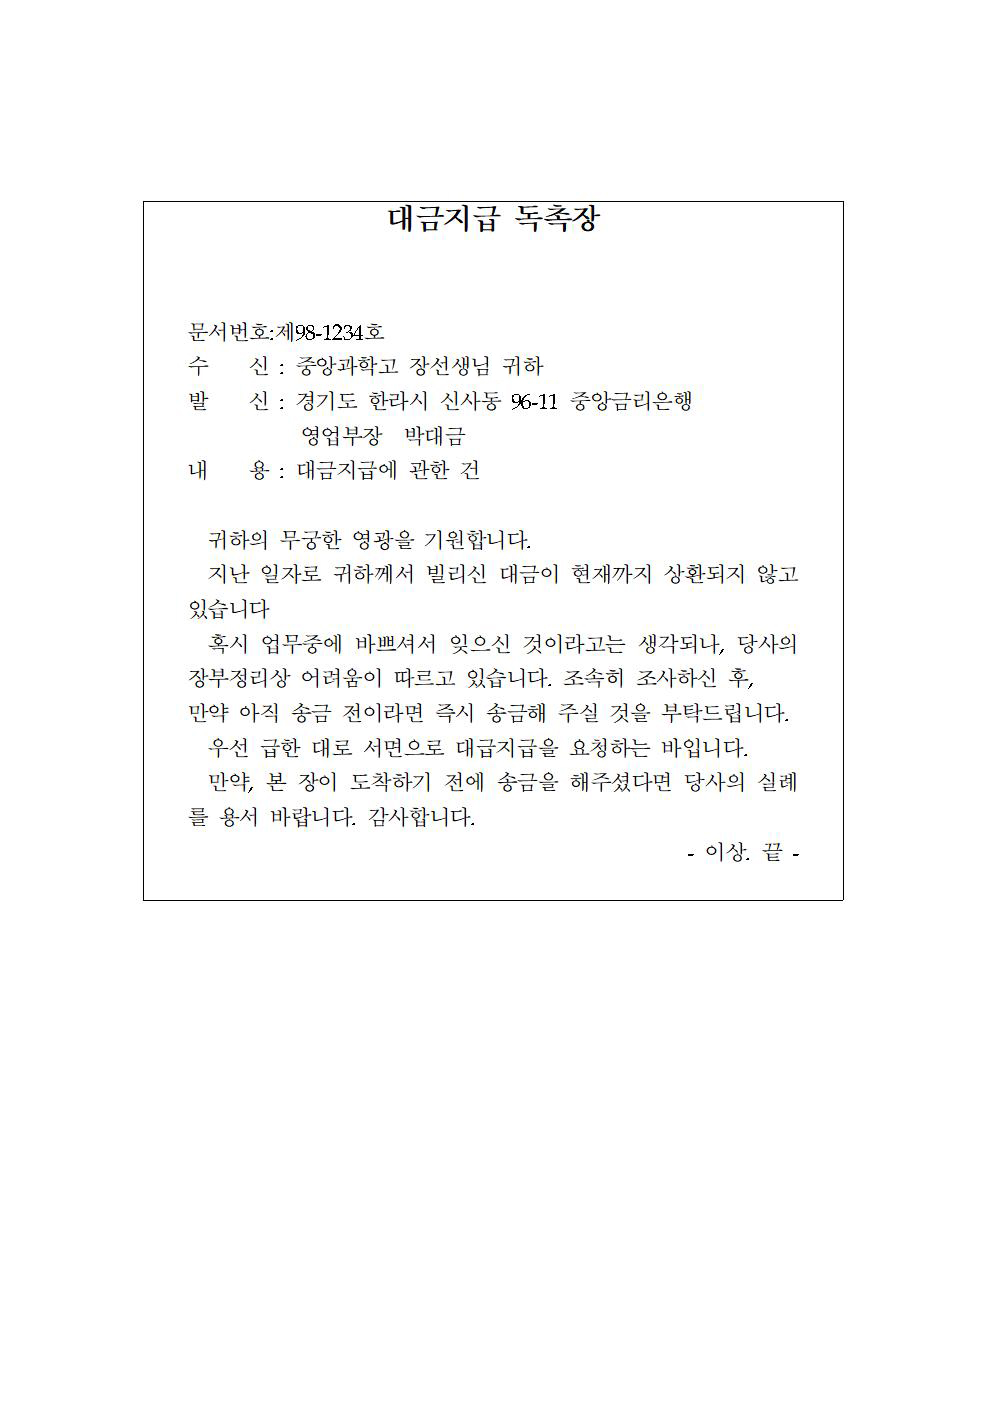 대금지급 독촉장
문서번호:제98-1234호
수 신 : 중앙과학고 장선생님 귀하
발 신 : 경기도 한라시 신사동 96-11 중앙금리은행
영업부장 박대금
내 용 : 대금지급에 관한 건
귀하의 무궁한 영광을 기원합니다.
지난 일자로 귀하께서 빌리신 대금이 현재까지 상환되지 않고
있습니다
혹시 업무중에 바쁘셔서 잊으신 것이라고는 생각되나, 당사의
장부정리상 어려움이 따르고 있습니다. 조속히 조사하신 후,
만약 아직 송금 전이라면 즉시 송금해 주실 것을 부탁드립니다.
우선 급한 대로 서면으로 대급지급을 요청하는 바입니다.
만약, 본 장이 도착하기 전에 송금을 해주셨다면 당사의 실례
를 용서 바랍니다. 감사합니다.
- 이상. 끝 -